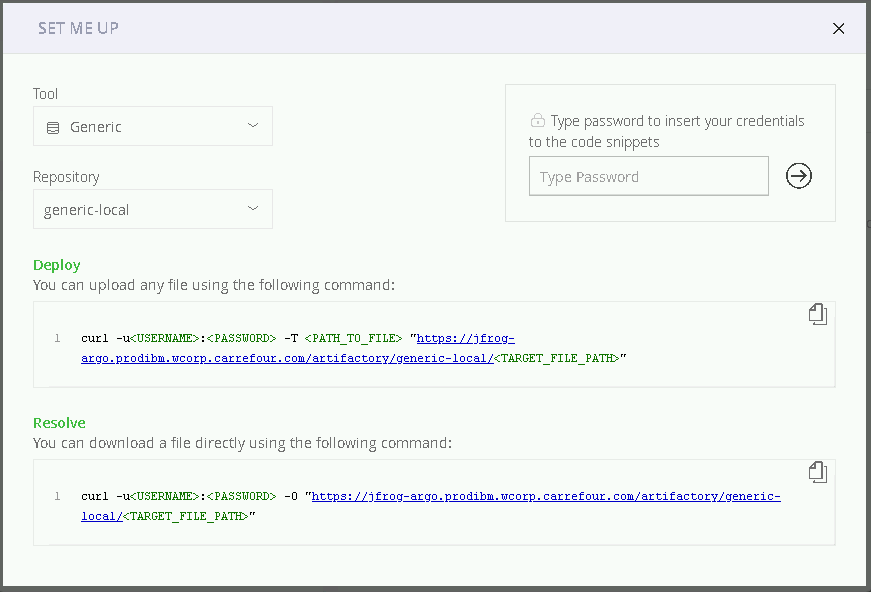 SET ME UP
Tool
Generic
Type password to insert your credentials
to the code snippets
Type Password
Repository
generic-local
Deploy
You can upload any file using the following command:
1 curl -u<USERNAME>:<PASSWORD> -T <PATH_TO_FILE> "https://jfrog-
argo.prodibm.wcorp.carrefour.com/artifactory/generic-local/<TARGET_FILE_PATH>"
Resolve
You can download a file directly using the following command:
1 curl -u<USERNAME>:<PASSWORD> -O "https://jfrog-argo.prodibm.wcorp.carrefour.com/artifactory/generic-
local/<TARGET_FILE_PATH>"